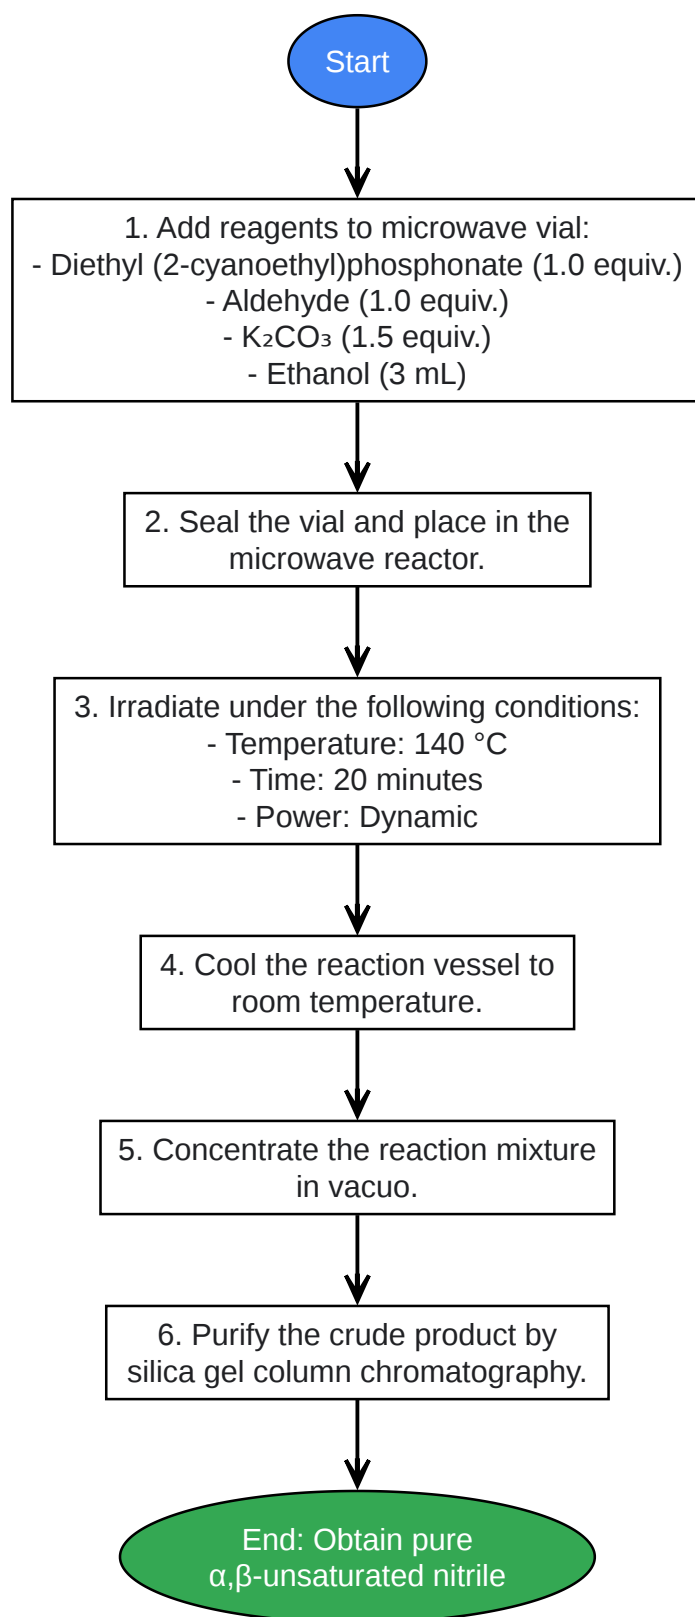 Start
1. Add reagents to microwave vial:
- Diethyl (2-cyanoethyl)phosphonate (1.0 equiv.)
- Aldehyde (1.0 equiv.)
- K₂CO₃ (1.5 equiv.)
- Ethanol (3 mL)
2. Seal the vial and place in the
microwave reactor.
3. Irradiate under the following conditions:
- Temperature: 140 °C
- Time: 20 minutes
- Power: Dynamic
4. Cool the reaction vessel to
room temperature.
5. Concentrate the reaction mixture
in vacuo.
6. Purify the crude product by
silica gel column chromatography.
End: Obtain pure
α,β-unsaturated nitrile